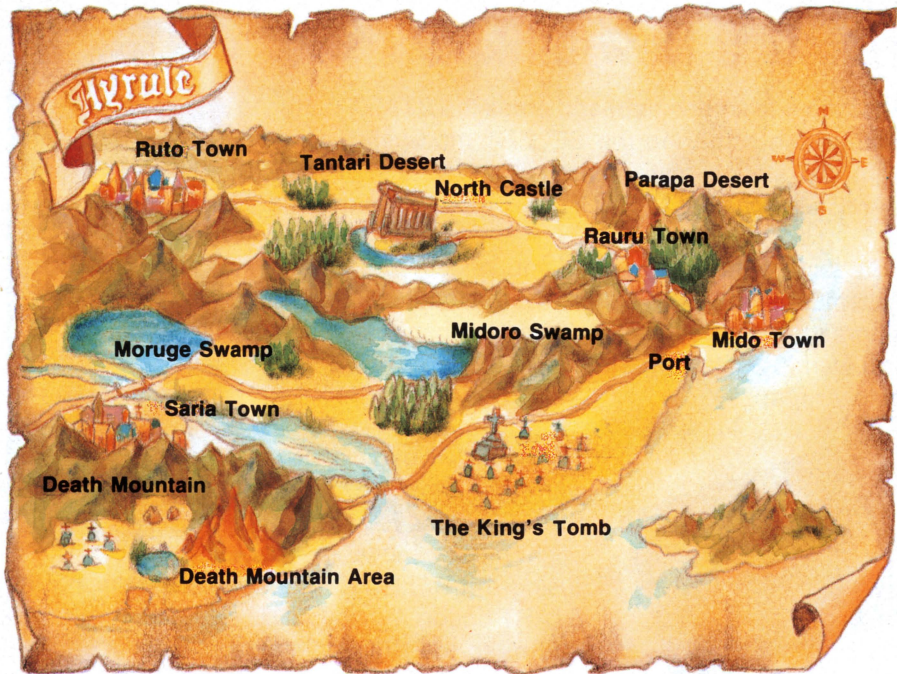 Hyrule
Ruto Town
Tantari Desert
North Castle
Parapa Desert
N
W E
S
Rauru Town
Midoro Swamp
Mido Town
Moruge Swamp
Port
Saria Town
Death Mountain
The King's Tomb
Death Mountain Area